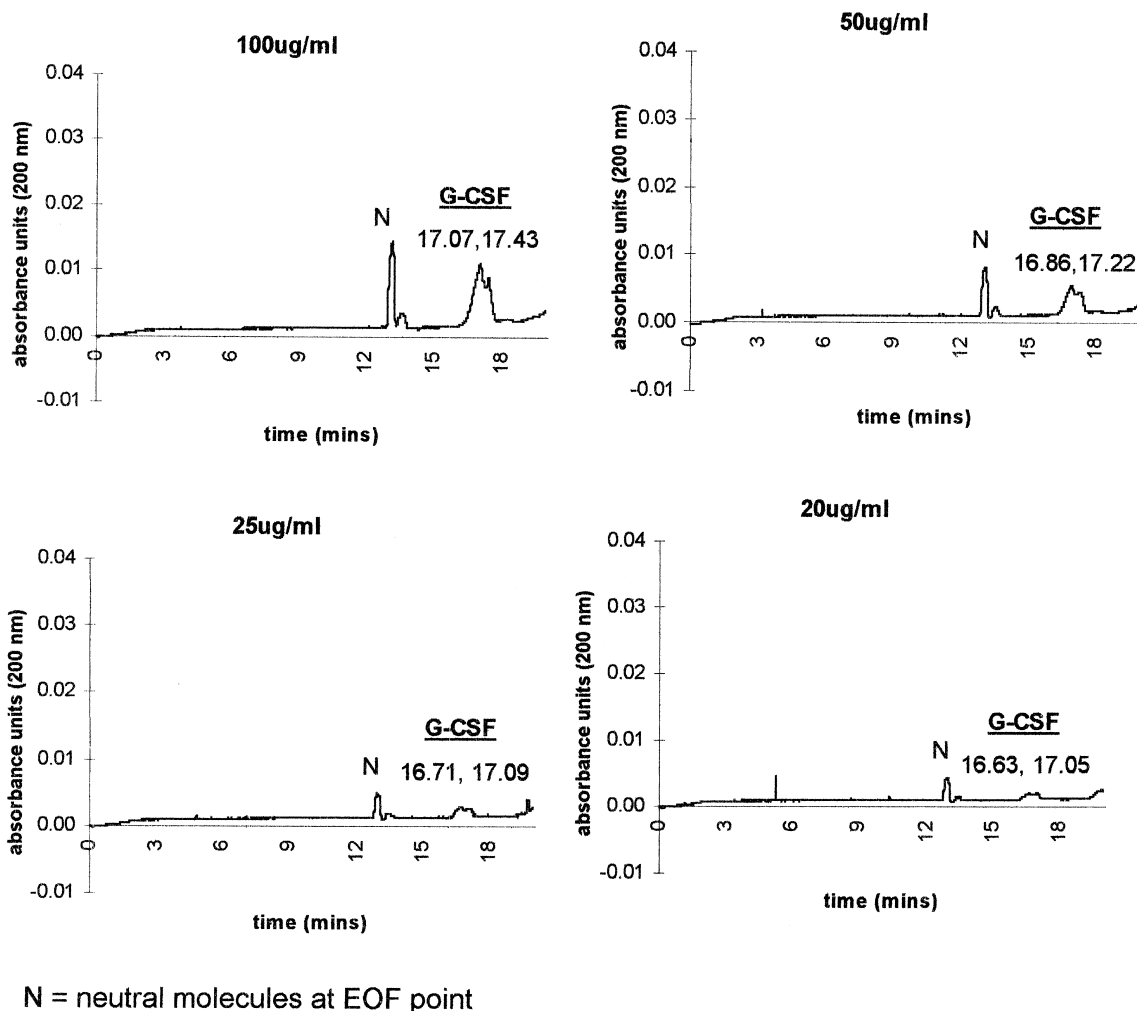 100ug/ml
absorbance units (200 nm)
0.04
0.03
0.02
0.01
0.00
-0.01
N
G-CSF
17.07,17.43
0
3
6
9
12
15
18
time (mins)
50ug/ml
absorbance units (200 nm)
0.04
0.03
0.02
0.01
0.00
-0.01
N
G-CSF
16.86,17.22
0
3
6
9
12
15
18
time (mins)
25ug/ml
absorbance units (200 nm)
0.04
0.03
0.02
0.01
0.00
-0.01
N
G-CSF
16.71, 17.09
0
3
6
9
12
15
18
time (mins)
20ug/ml
absorbance units (200 nm)
0.04
0.03
0.02
0.01
0.00
-0.01
N
G-CSF
16.63, 17.05
0
3
6
9
12
15
18
time (mins)
N = neutral molecules at EOF point